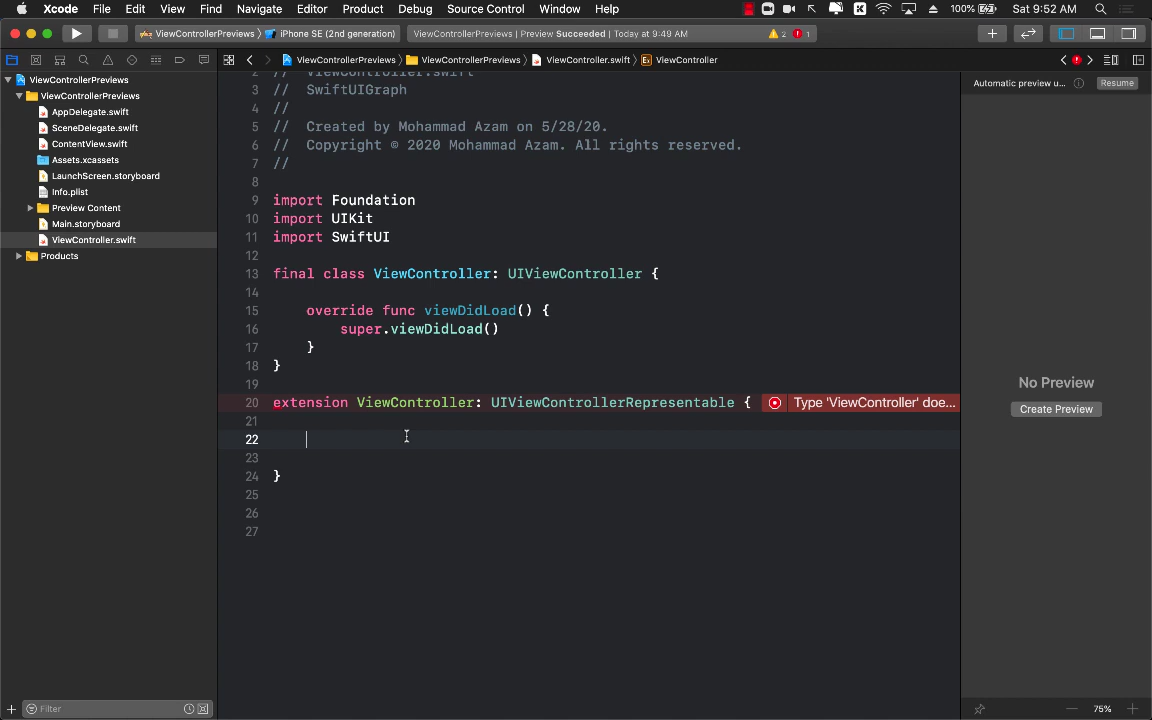 Xcode File Edit View Find Navigate Editor Product Debug Source Control Window Help 100% Sat 9:52 AM
ViewControllerPreviews > iPhone SE (2nd generation) ViewControllerPreviews | Preview Succeeded | Today at 9:49 AM 2 1
ViewControllerPreviews > ViewControllerPreviews > ViewController.swift > Ex ViewController
ViewControllerPreviews
ViewControllerPreviews
AppDelegate.swift
SceneDelegate.swift
ContentView.swift
Assets.xcassets
LaunchScreen.storyboard
Info.plist
Preview Content
Main.storyboard
ViewController.swift
Products
Filter
2 // ViewController.swift
3 // SwiftUIGraph
4 //
5 // Created by Mohammad Azam on 5/28/20.
6 // Copyright © 2020 Mohammad Azam. All rights reserved.
7 //
8
9 import Foundation
10 import UIKit
11 import SwiftUI
12
13 final class ViewController: UIViewController {
14
15 override func viewDidLoad() {
16 super.viewDidLoad()
17 }
18 }
19
20 extension ViewController: UIViewControllerRepresentable { Type 'ViewController' doe...
21
22
23
24 }
25
26
27
Automatic preview u... Resume
No Preview
Create Preview
75%